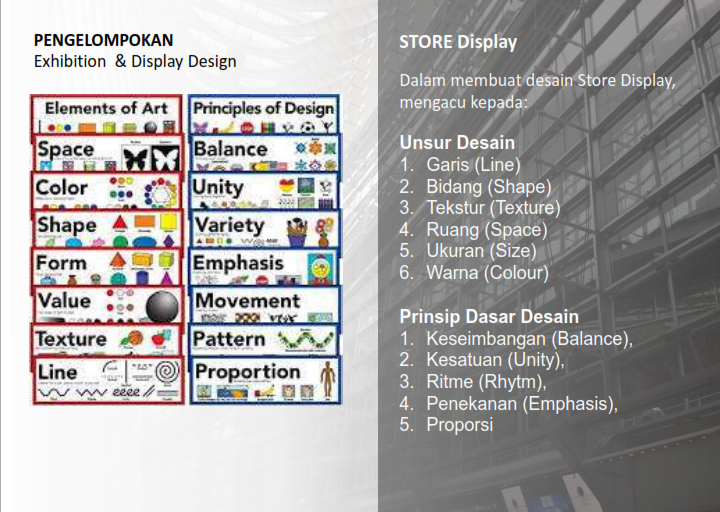 PENGELOMPOKAN
Exhibition & Display Design
Elements of Art
Space
Color
Shape
Form
Value
Texture
Line
Principles of Design
Balance
Unity
Variety
Emphasis
Movement
Pattern
Proportion
STORE Display
Dalam membuat desain Store Display,
mengacu kepada:
Unsur Desain
1. Garis (Line)
2. Bidang (Shape)
3. Tekstur (Texture)
4. Ruang (Space)
5. Ukuran (Size)
6. Warna (Colour)
Prinsip Dasar Desain
1. Keseimbangan (Balance),
2. Kesatuan (Unity),
3. Ritme (Rhytm),
4. Penekanan (Emphasis),
5. Proporsi